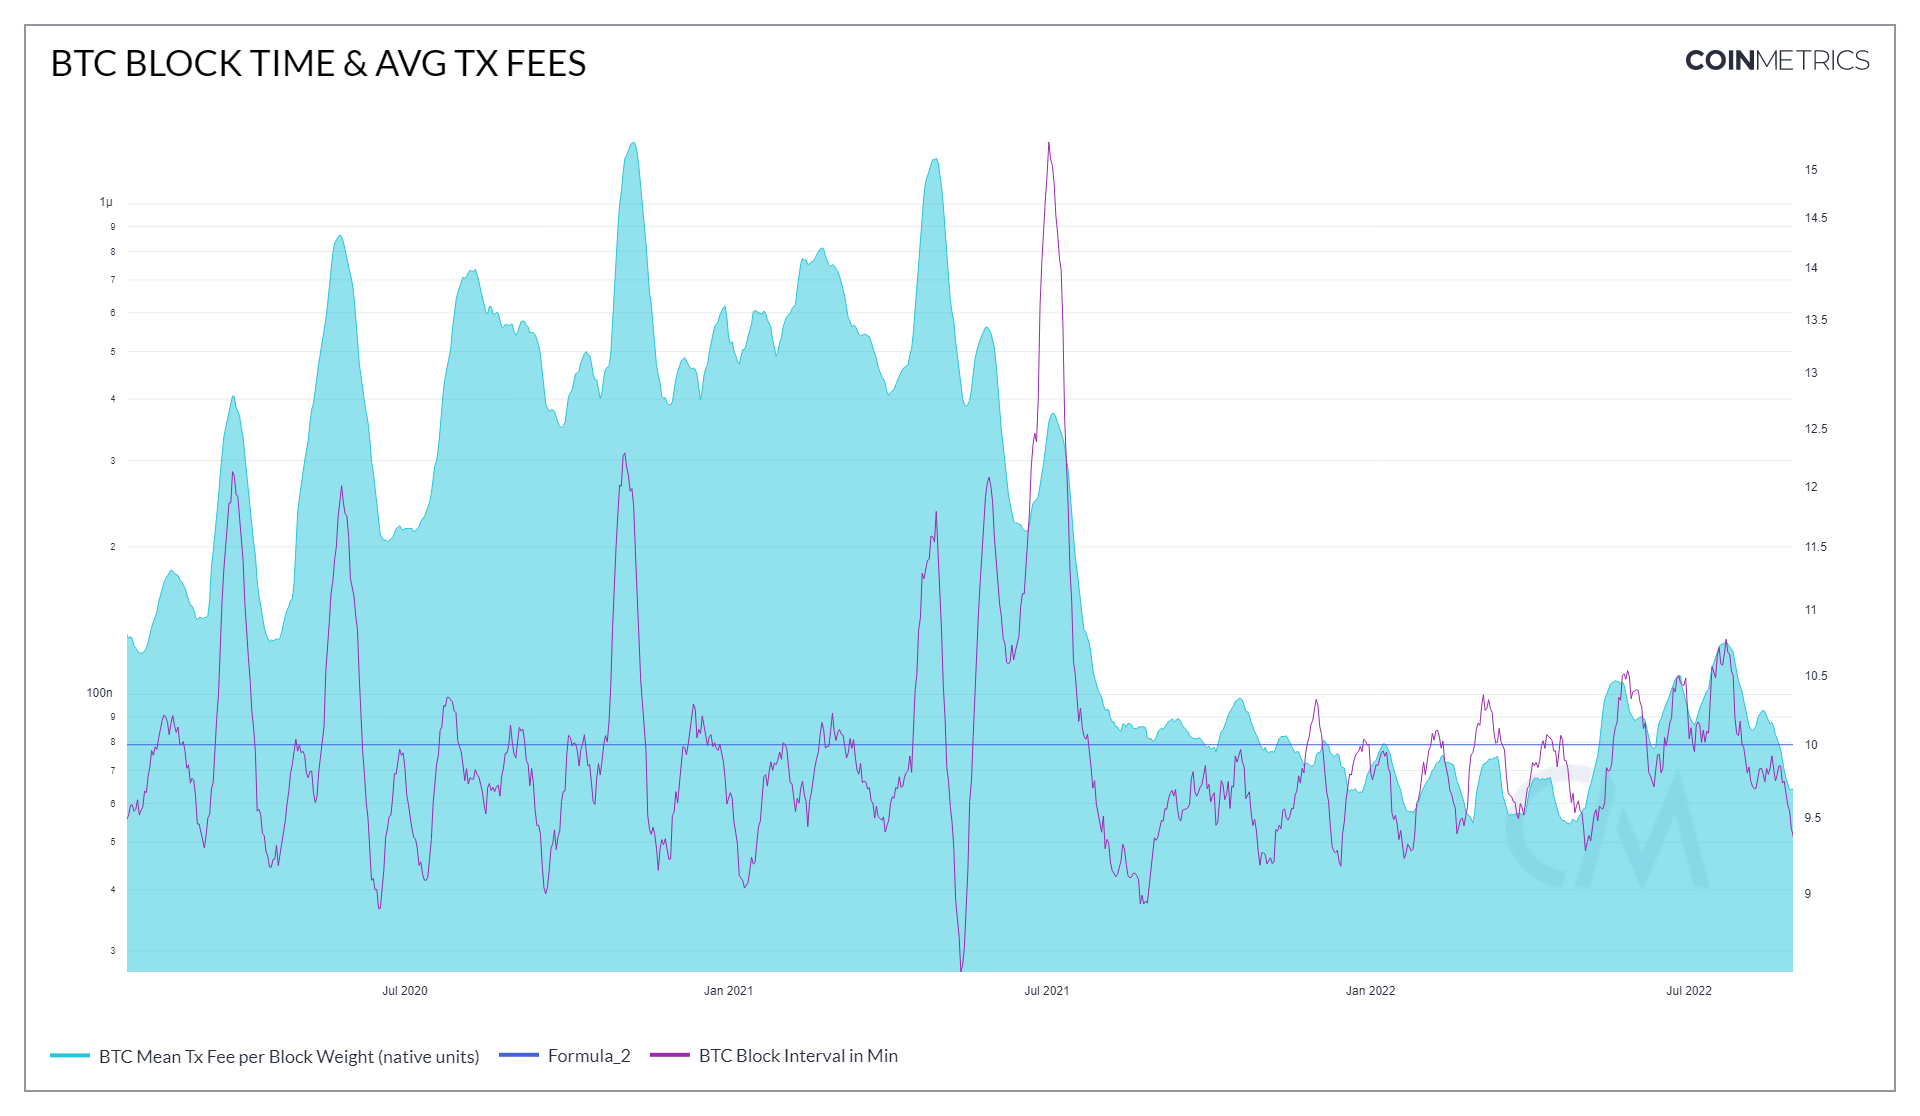 BTC BLOCK TIME & AVG TX FEES
COINMETRICS
1μ
9
8
7
6
5
4
3
2
100n
9
8
7
6
5
4
3
15
14.5
14
13.5
13
12.5
12
11.5
11
10.5
10
9.5
9
CM
Jul 2020
Jan 2021
Jul 2021
Jan 2022
Jul 2022
BTC Mean Tx Fee per Block Weight (native units)
Formula_2
BTC Block Interval in Min